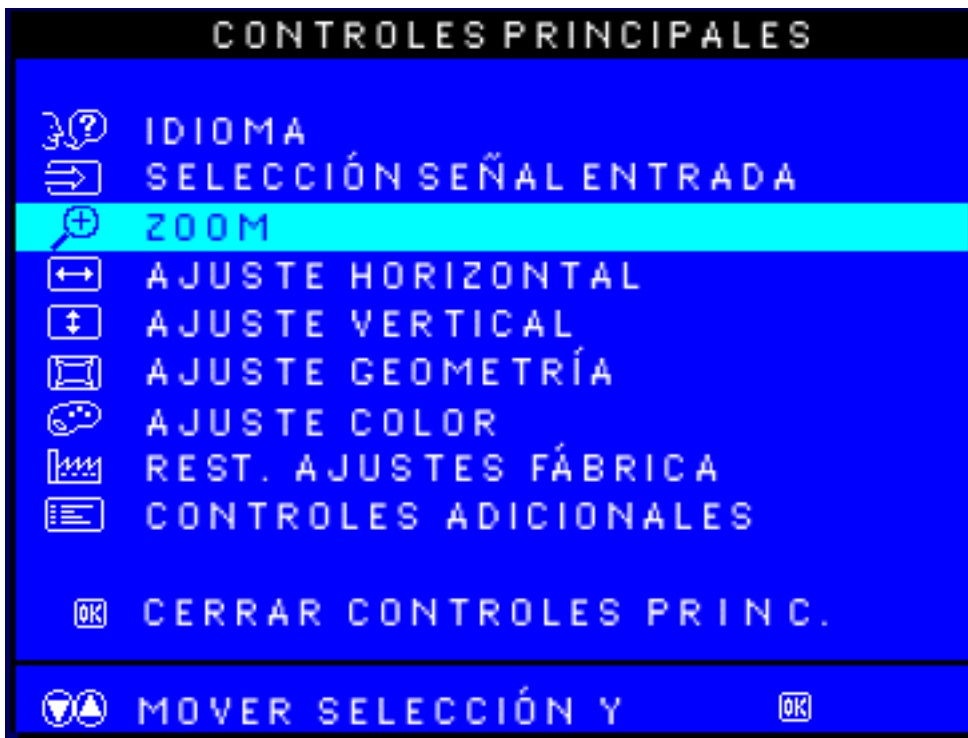 CONTROLES PRINCIPALES
IDIOMA
SELECCIÓN SEÑAL ENTRADA
ZOOM
AJUSTE HORIZONTAL
AJUSTE VERTICAL
AJUSTE GEOMETRÍA
AJUSTE COLOR
REST. AJUSTES FÁBRICA
CONTROLES ADICIONALES
OK CERRAR CONTROLES PRINC.
MOVER SELECCIÓN Y OK